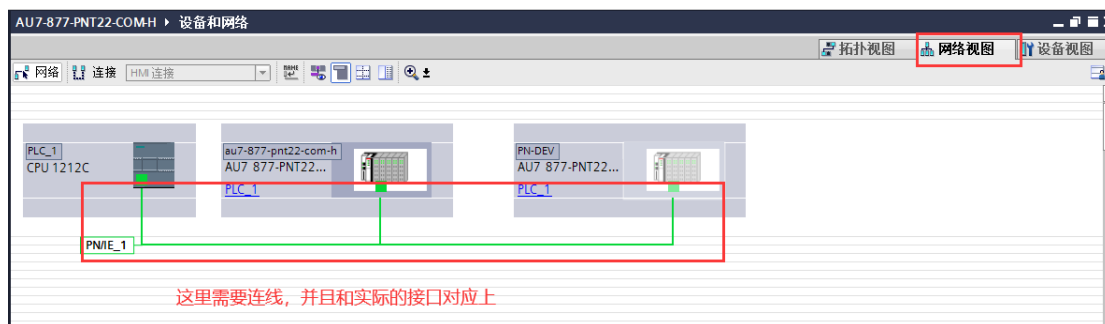 AU7-877-PNT22-COM-H ▸ 设备和网络
拓扑视图 网络视图 设备视图
网络 连接 HMI 连接
PLC_1
CPU 1212C
au7-877-pnt22-com-h
AU7 877-PNT22...
PLC_1
PN-DEV
AU7 877-PNT22...
PLC_1
PN/IE_1
这里需要连线，并且和实际的接口对应上